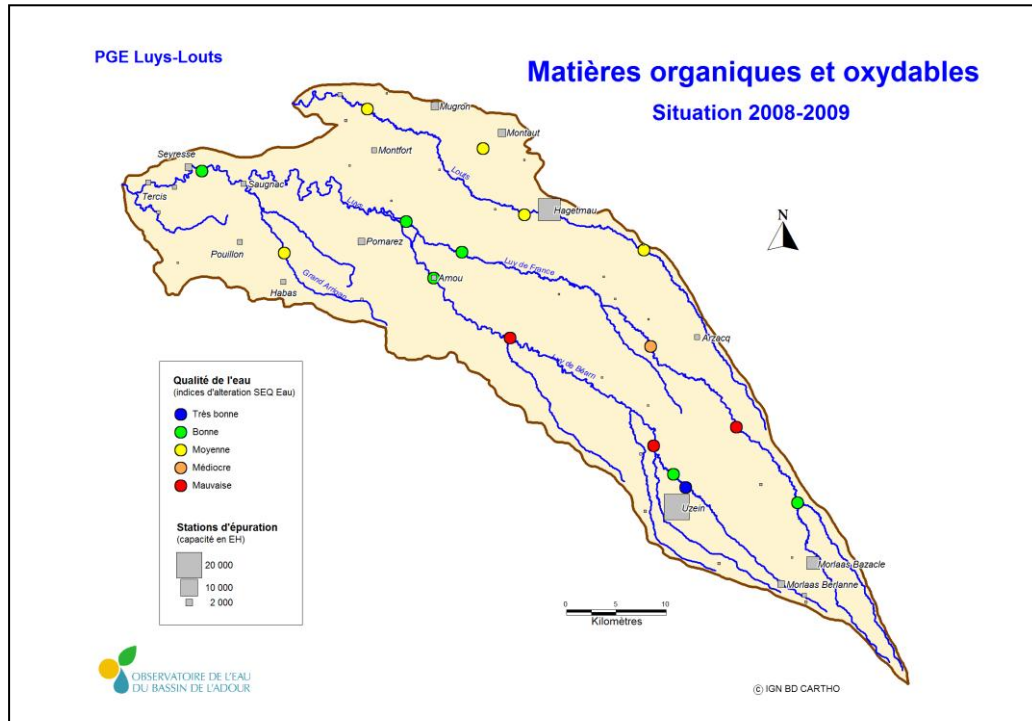 PGE Luys-Louts
Matières organiques et oxydables
Situation 2008-2009
Mugron
Montaut
Montfort
Seyresse
Louts
Saugnac
Tercis
Luys
Hagetmau
N
Pouillon
Pomarez
Luy de France
Amou
Habas
Grand Arrigan
Arzacq
Luy de Béarn
Uzein
Morlaas Bazacle
Morlaas Berlanne
Qualité de l'eau
(indices d'alteration SEQ Eau)
Très bonne
Bonne
Moyenne
Médiocre
Mauvaise
Stations d'épuration
(capacité en EH)
20 000
10 000
2 000
0 5 10
Kilomètres
OBSERVATOIRE DE L'EAU
DU BASSIN DE L'ADOUR
© IGN BD CARTHO